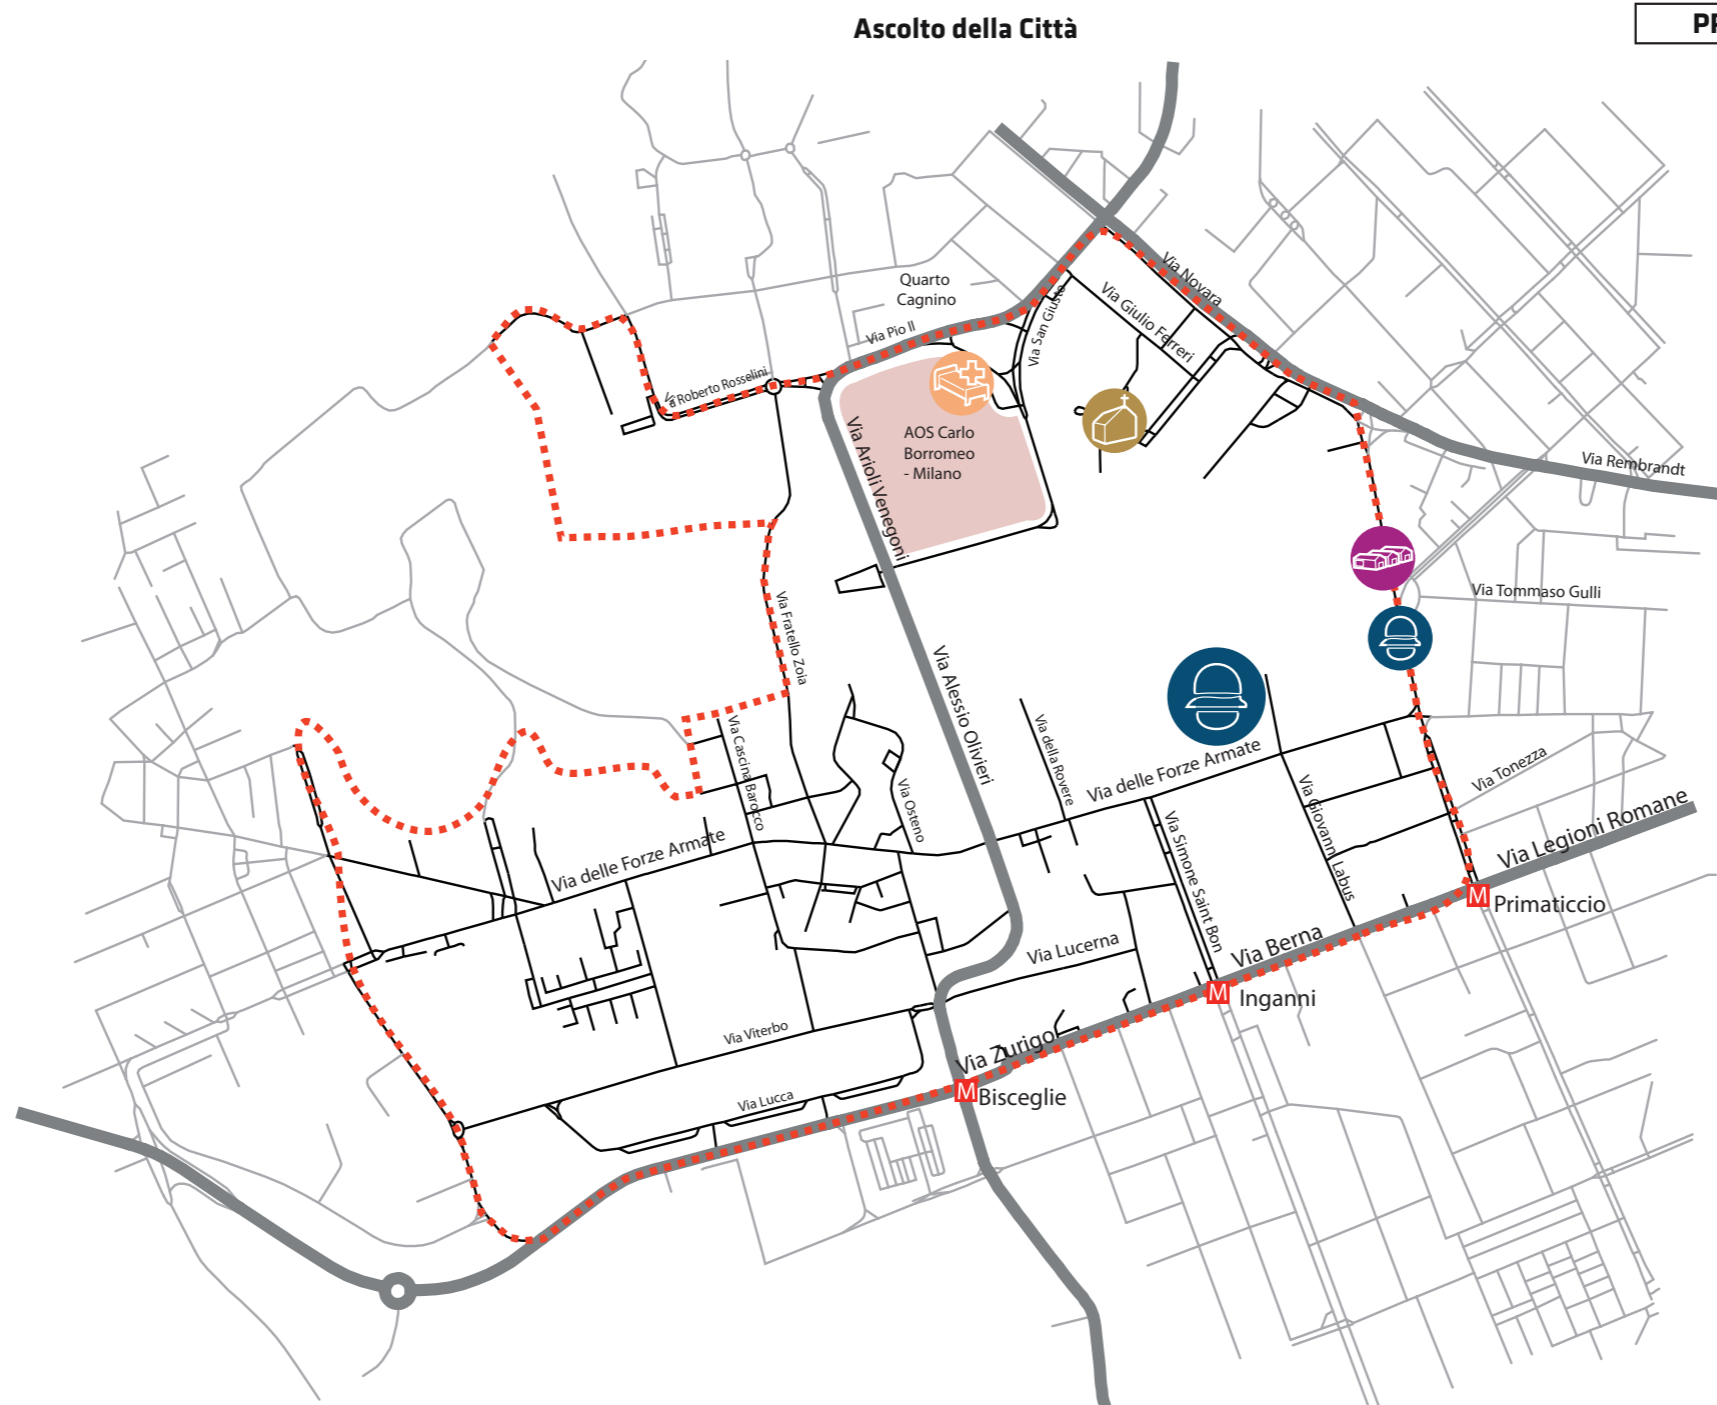 Ascolto della Città
Via Novara
Quarto
Cagnino
Via Giulio Ferreri
Via San Giusto
Via Pio II
a Roberto Rosselini
AOS Carlo
Borromeo
- Milano
Via Arioli Venegoni
Via Rembrandt
Via Tommaso Gulli
Via Fratello Zoia
Via Alessio Olivieri
Via della Rovere
Via Cascina Barocco
Via delle Forze Armate
Via Tonezza
Via Osteno
Via Giovanni Labus
Via Legioni Romane
Via delle Forze Armate
Via Simone Saint Bon
M Primaticcio
Via Lucerna
Via Berna
M Inganni
Via Viterbo
Via Zurigo
M Bisceglie
Via Lucca